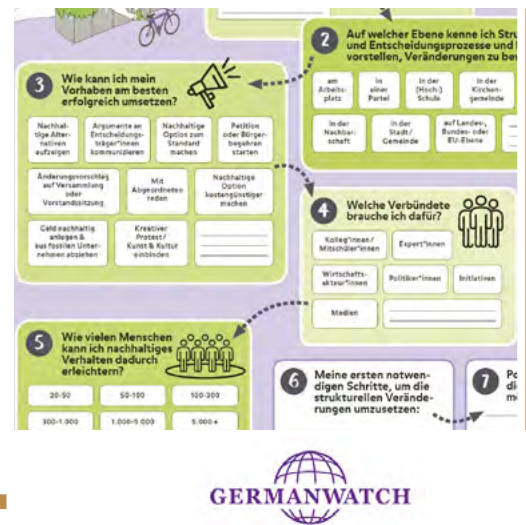 2
Auf welcher Ebene kenne ich
und Entscheidungsprozesse und
vorstellen, Veränderungen zu
am
Arbeits-
platz
in
einer
Partei
in der
(Hoch-)
Schule
in der
Kirchen-
gemeinde
in der
Nachbar-
schaft
in der
Stadt/
Gemeinde
auf Landes-,
Bundes- oder
EU-Ebene
3
Wie kann ich mein
Vorhaben am besten
erfolgreich umsetzen?
Nachhal-
tige Alter-
nativen
aufzeigen
Argumente an
Entscheidungs-
träger*innen
kommunizieren
Nachhaltige
Option zum
Standard
machen
Petition
oder Bürger-
begehren
starten
Änderungsvorschlag
auf Versammlung
oder
Vorstandssitzung
Mit
Abgeordneten
reden
Nachhaltige
Option
kostengünstiger
machen
Geld nachhaltig
anlegen &
aus fossilen Unter-
nehmen abziehen
Kreativer
Protest/
Kunst & Kultur
einbinden
4
Welche Verbündete
brauche ich dafür?
Kolleg*innen/
Mitschüler*innen
Expert*innen
Wirtschafts-
akteur*innen
Politiker*innen
Initiativen
Medien
5
Wie vielen Menschen
kann ich nachhaltiges
Verhalten dadurch
erleichtern?
20-50
50-100
100-300
300-1.000
1.000-5.000
5.000 +
6
Meine ersten notwen-
digen Schritte, um die
strukturellen Verände-
rungen umzusetzen:
7
GERMANWATCH